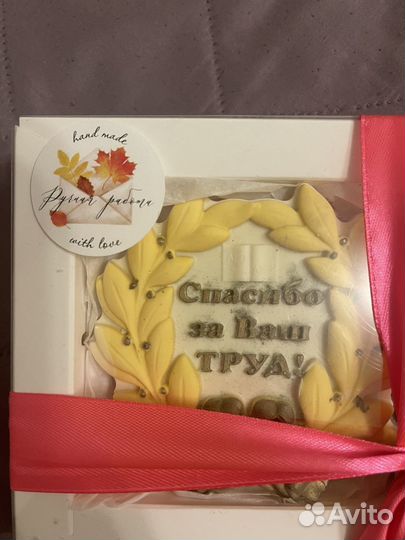 hand made
Ручная работа
with love
Спасибо
за Ваш
ТРУД!
Avito